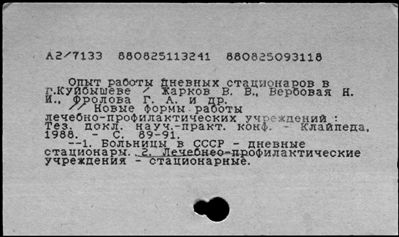 А2/7133 880825113241 880825093118
Опыт работы дневных стационаров в
г.Куйбышеве / Жарков В. В., Вербовая Н.
И., Фролова Г. А. и др.
// Новые формы работы
лечебно-профилактических учреждений :
Тез. докл. науч.-практ. конф. - Клайпеда,
1988. - С. 89-91.
--1. Больницы в СССР - дневные
стационары. 2. Лечебно-профилактические
учреждения - стационарные.